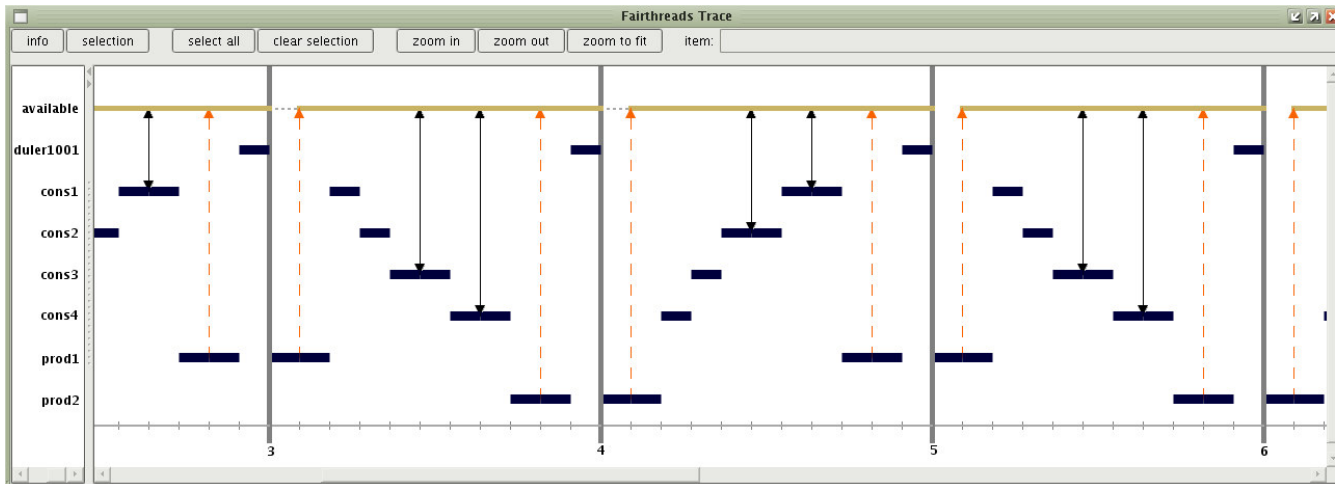 Fairthreads Trace
info selection select all clear selection zoom in zoom out zoom to fit item:
available
duler1001
cons1
cons2
cons3
cons4
prod1
prod2
3 4 5 6